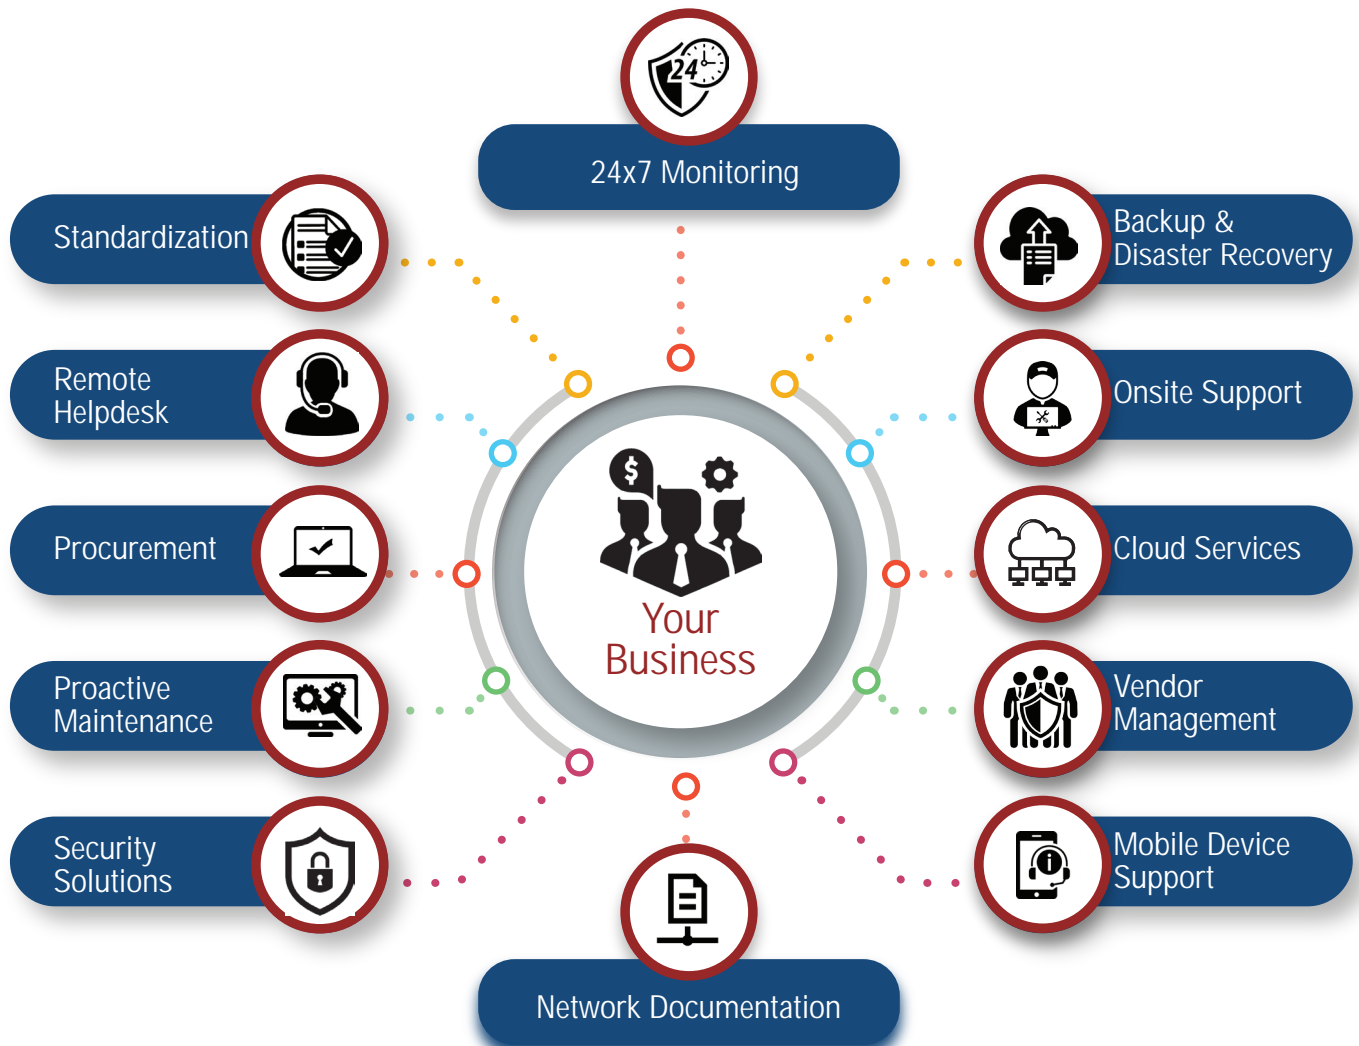 24
24x7 Monitoring
Standardization
Backup &
Disaster Recovery
Remote
Helpdesk
Onsite Support
$
Procurement
Cloud Services
Your
Business
Proactive
Maintenance
Vendor
Management
Security
Solutions
Mobile Device
Support
i
Network Documentation